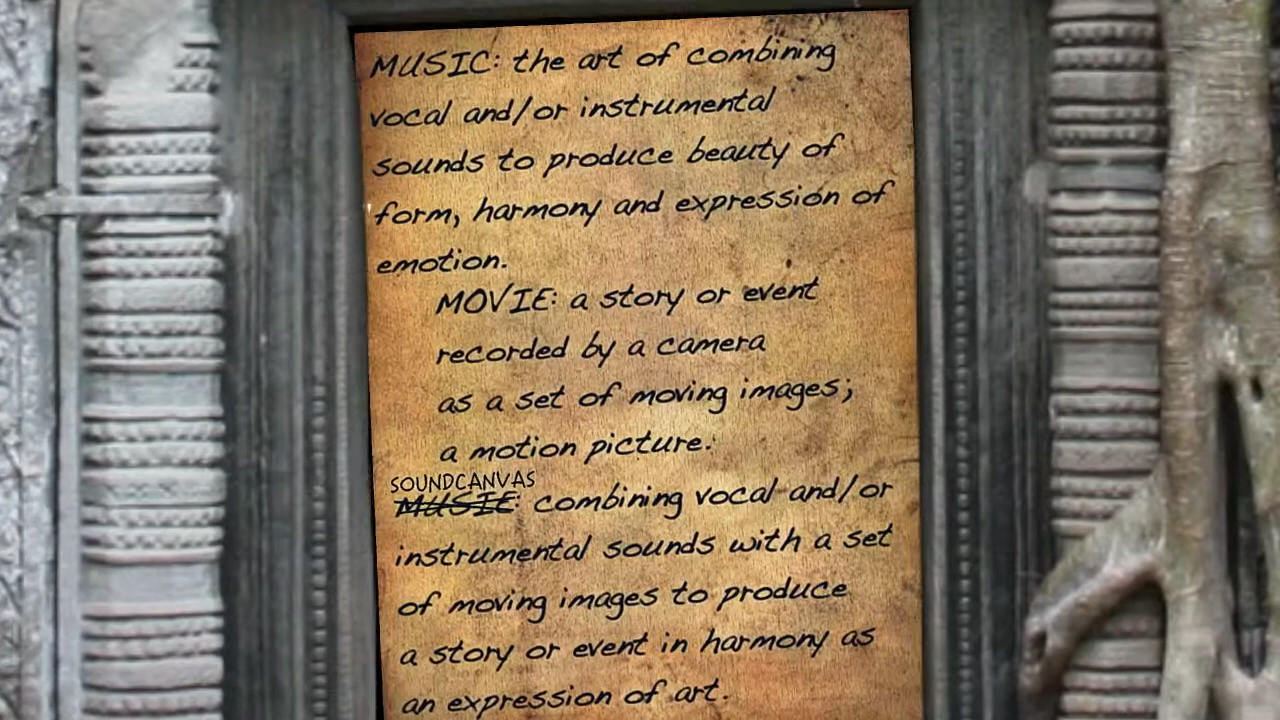 MUSIC: the art of combining
vocal and/or instrumental
sounds to produce beauty of
form, harmony and expression of
emotion.
MOVIE: a story or event
recorded by a camera
as a set of moving images;
a motion picture.
SOUNDCANVAS
MUSIE: combining vocal and/or
instrumental sounds with a set
of moving images to produce
a story or event in harmony as
an expression of art.